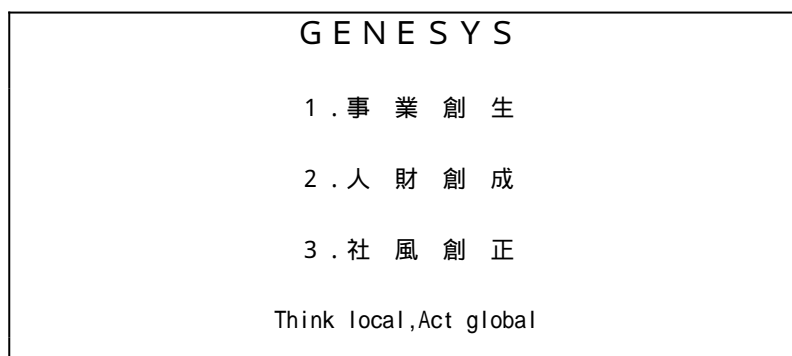 ＧＥＮＥＳＹＳ
１．事　業　創　生
２．人　財　創　成
３．社　風　創　正
Think local,Act global